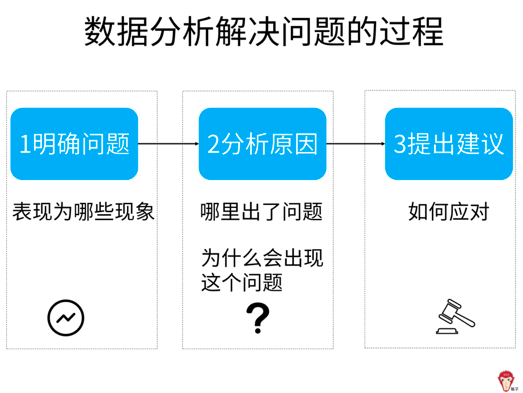 数据分析解决问题的过程
1明确问题
2分析原因
3提出建议
表现为哪些现象
哪里出了问题
为什么会出现
这个问题
?
如何应对